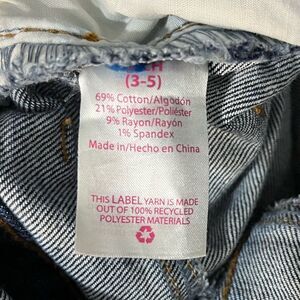 (3-5)
69% Cotton/Algodón
21% Polyester/Poliéster
9% Rayon/Rayón
1% Spandex
Made in/Hecho en China
THIS LABEL YARN IS MADE
OUT OF 100% RECYCLED
POLYESTER MATERIALS